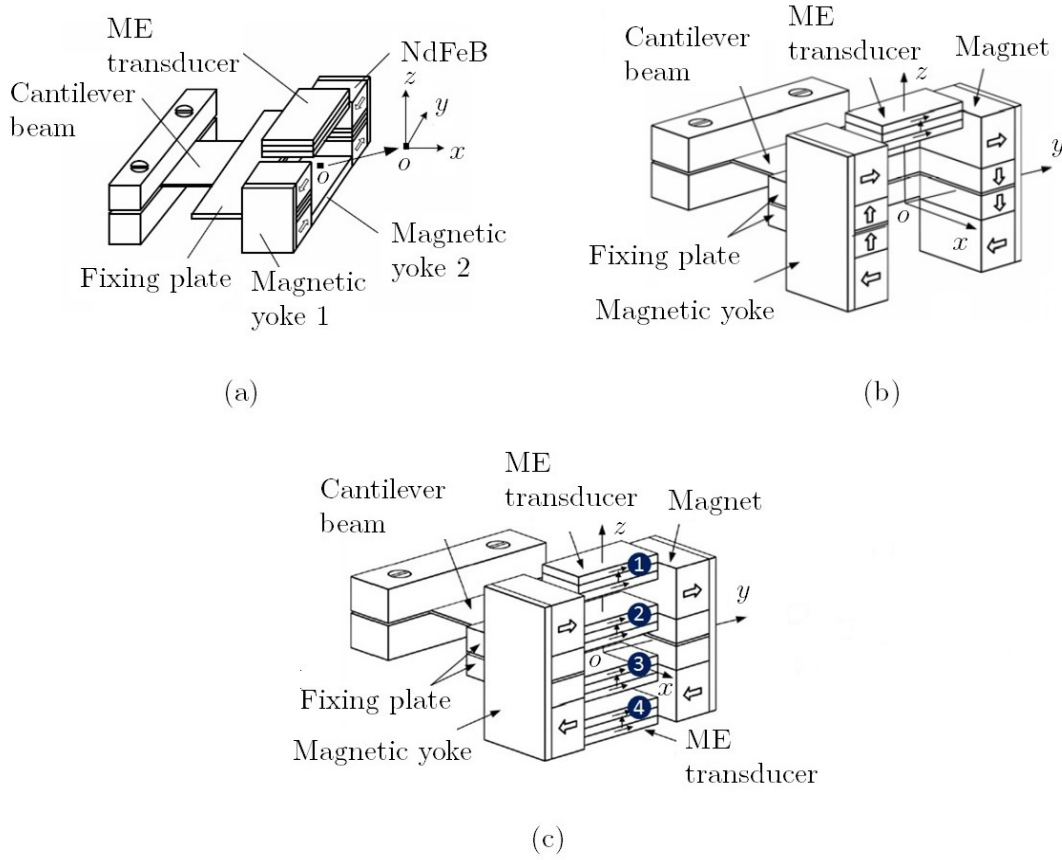 ME
transducer
NdFeB
Cantilever
beam
z
y
x
o
o
Fixing plate
Magnetic
yoke 1
Magnetic
yoke 2
(a)
ME
transducer
Cantilever
beam
Magnet
z
y
o
x
Fixing plate
Magnetic yoke
(b)
ME
transducer
Cantilever
beam
Magnet
z
1
2
y
o
3
x
4
Fixing plate
Magnetic yoke
ME
transducer
(c)